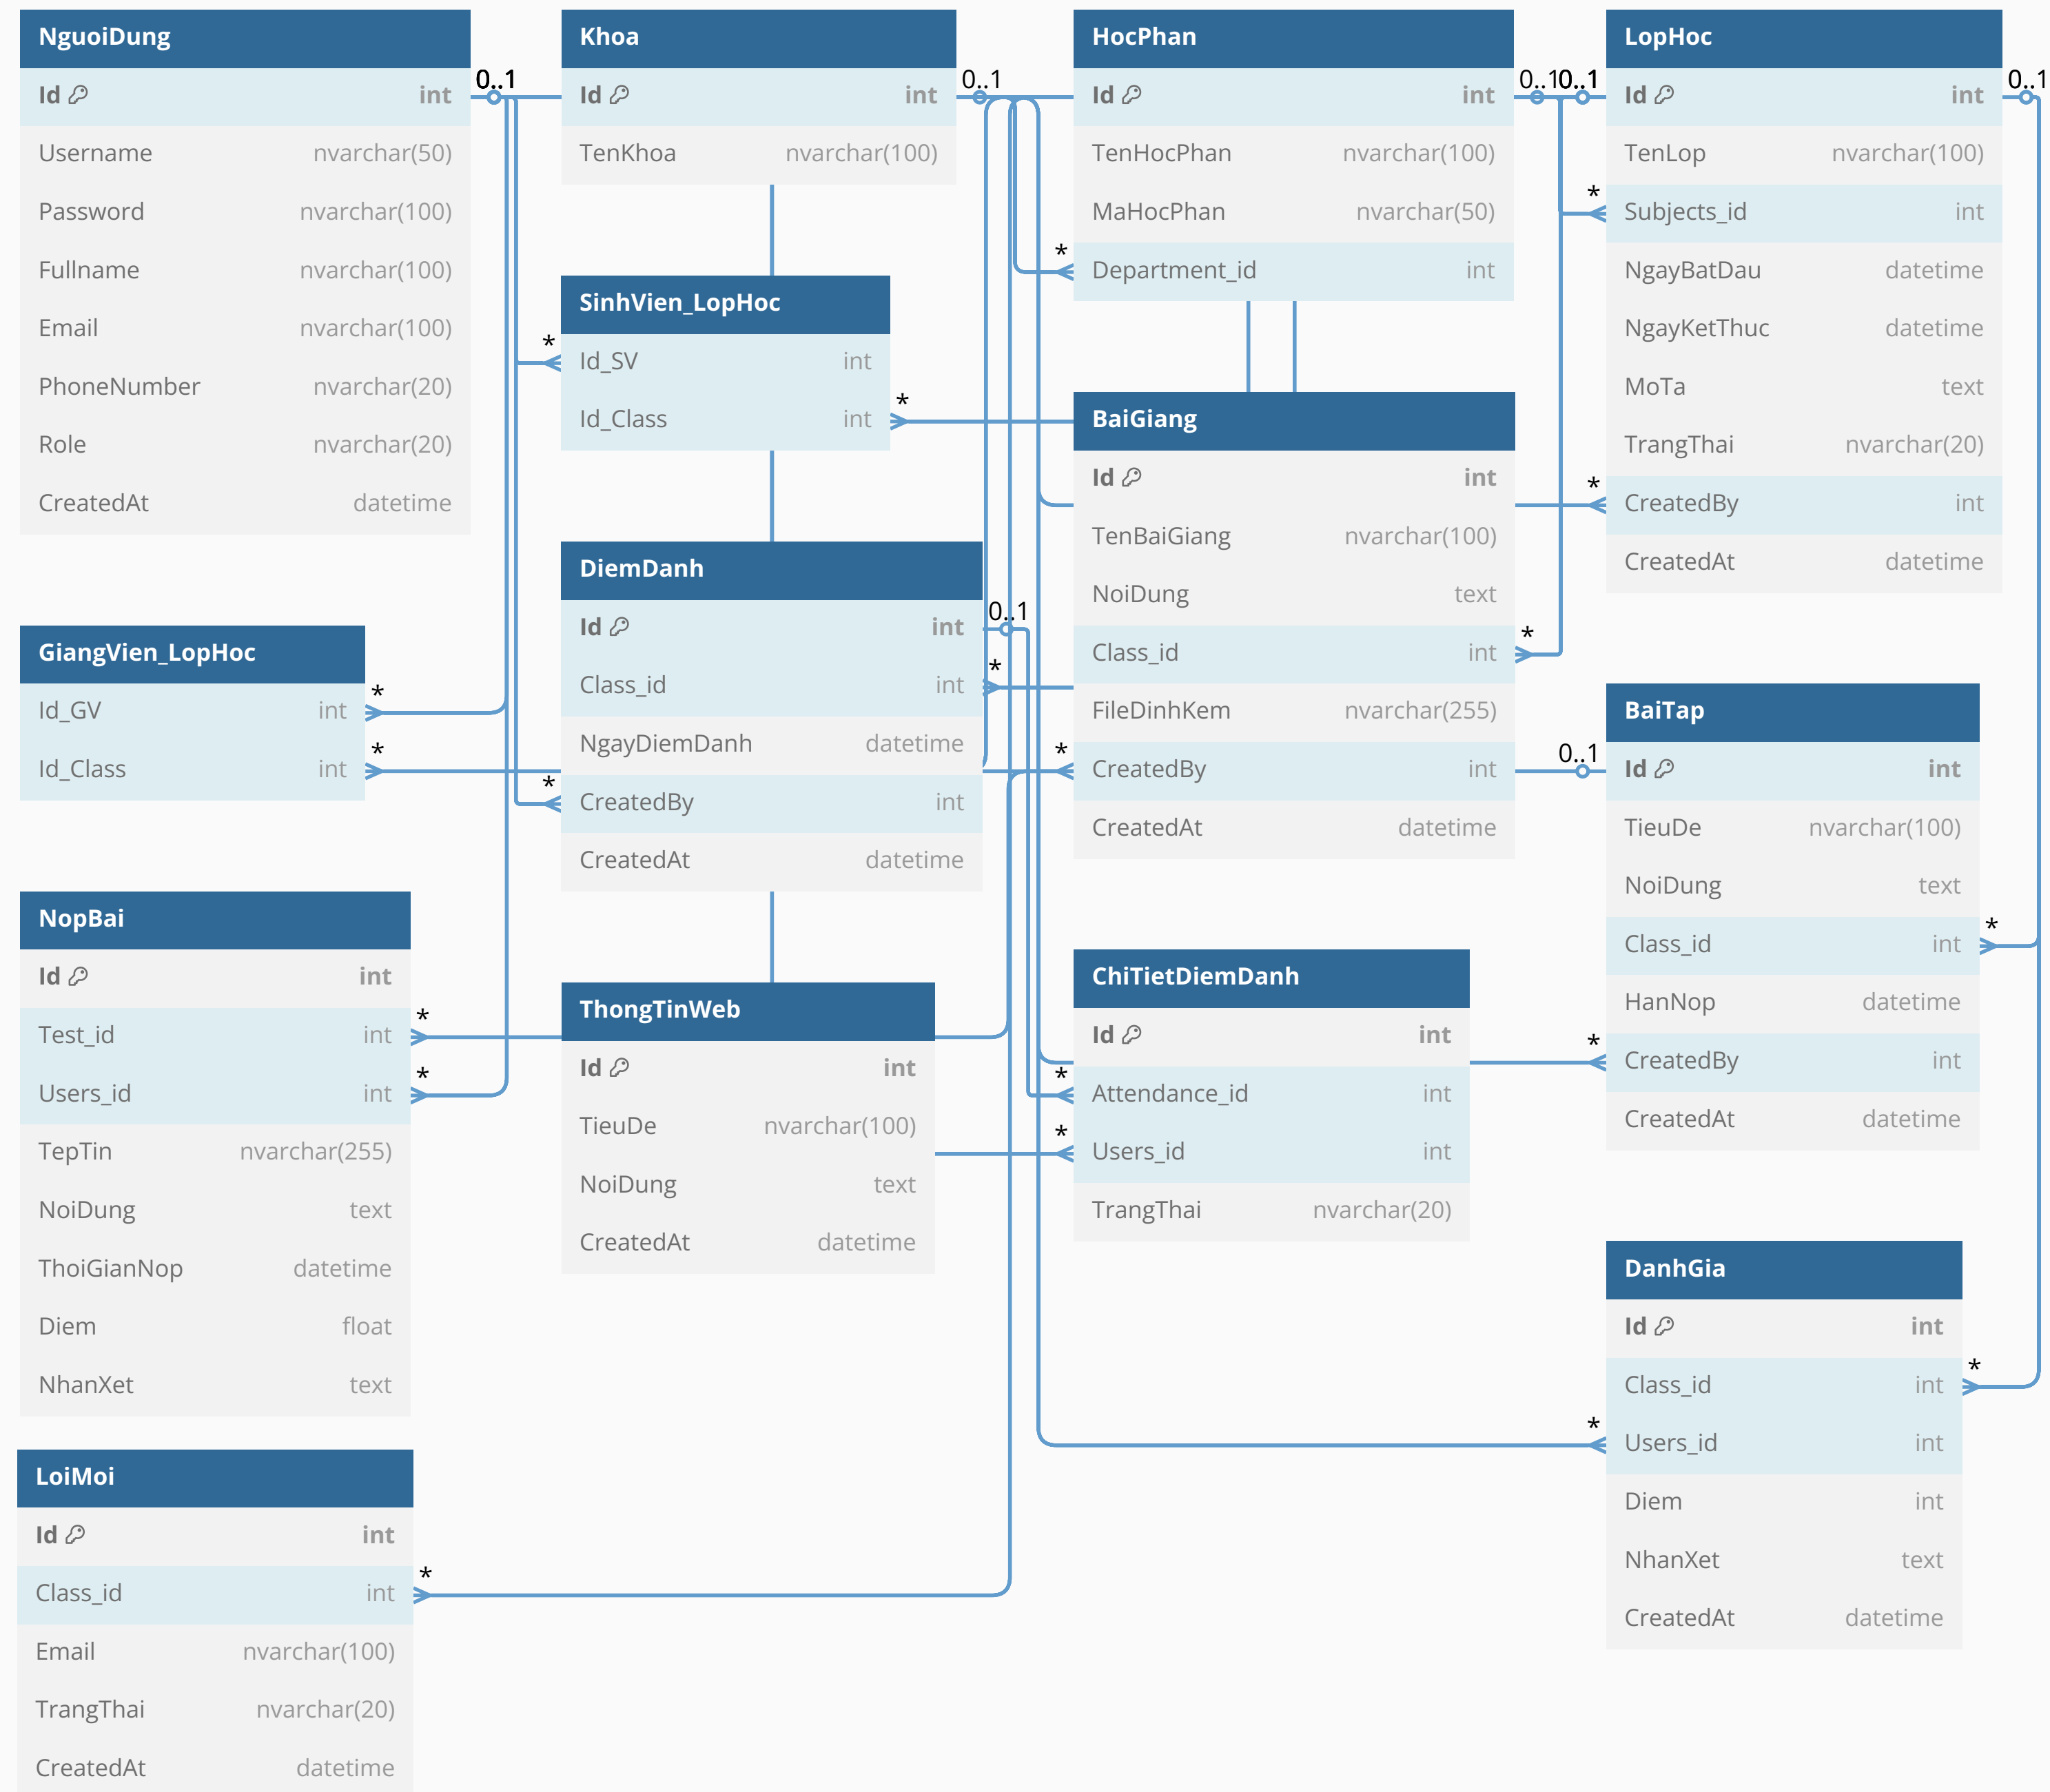 NguoiDung
Id int
Username nvarchar(50)
Password nvarchar(100)
Fullname nvarchar(100)
Email nvarchar(100)
PhoneNumber nvarchar(20)
Role nvarchar(20)
CreatedAt datetime
0..1
Khoa
Id int
TenKhoa nvarchar(100)
0..1
HocPhan
Id int
TenHocPhan nvarchar(100)
MaHocPhan nvarchar(50)
* Department_id int
0..1
0..1
LopHoc
Id int
TenLop nvarchar(100)
* Subjects_id int
NgayBatDau datetime
NgayKetThuc datetime
MoTa text
TrangThai nvarchar(20)
* CreatedBy int
CreatedAt datetime
0..1
SinhVien_LopHoc
* Id_SV int
Id_Class int *
BaiGiang
Id int
TenBaiGiang nvarchar(100)
NoiDung text
Class_id int *
FileDinhKem nvarchar(255)
* CreatedBy int
CreatedAt datetime
DiemDanh
Id int 0..1
Class_id int *
NgayDiemDanh datetime
* CreatedBy int
CreatedAt datetime
GiangVien_LopHoc
Id_GV int *
Id_Class int *
BaiTap
0..1 Id int
TieuDe nvarchar(100)
NoiDung text
Class_id int *
HanNop datetime
* CreatedBy int
CreatedAt datetime
NopBai
Id int
Test_id int *
Users_id int *
TepTin nvarchar(255)
NoiDung text
ThoiGianNop datetime
Diem float
NhanXet text
ThongTinWeb
Id int
TieuDe nvarchar(100)
NoiDung text
CreatedAt datetime
ChiTietDiemDanh
Id int
* Attendance_id int
* Users_id int
TrangThai nvarchar(20)
DanhGia
Id int
Class_id int *
* Users_id int
Diem int
NhanXet text
CreatedAt datetime
LoiMoi
Id int
Class_id int *
Email nvarchar(100)
TrangThai nvarchar(20)
CreatedAt datetime